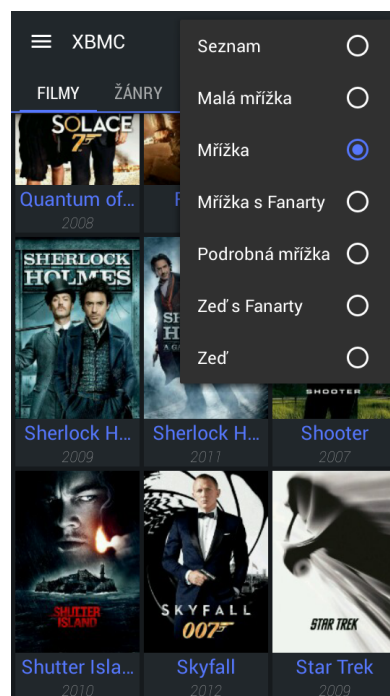 XBMC
Seznam
Malá mřížka
Mřížka
Mřížka s Fanarty
Podrobná mřížka
Zeď s Fanarty
Zeď
FILMY
ŽÁNRY
SOLACE
007
Quantum of...
2008
SHERLOCK
HOLMES
SHOOTER
Sherlock H...
2009
Sherlock H...
2011
Shooter
2007
SHUTTER
ISLAND
SKYFALL
007
STAR TREK
Shutter Isla...
2010
Skyfall
2012
Star Trek
2009